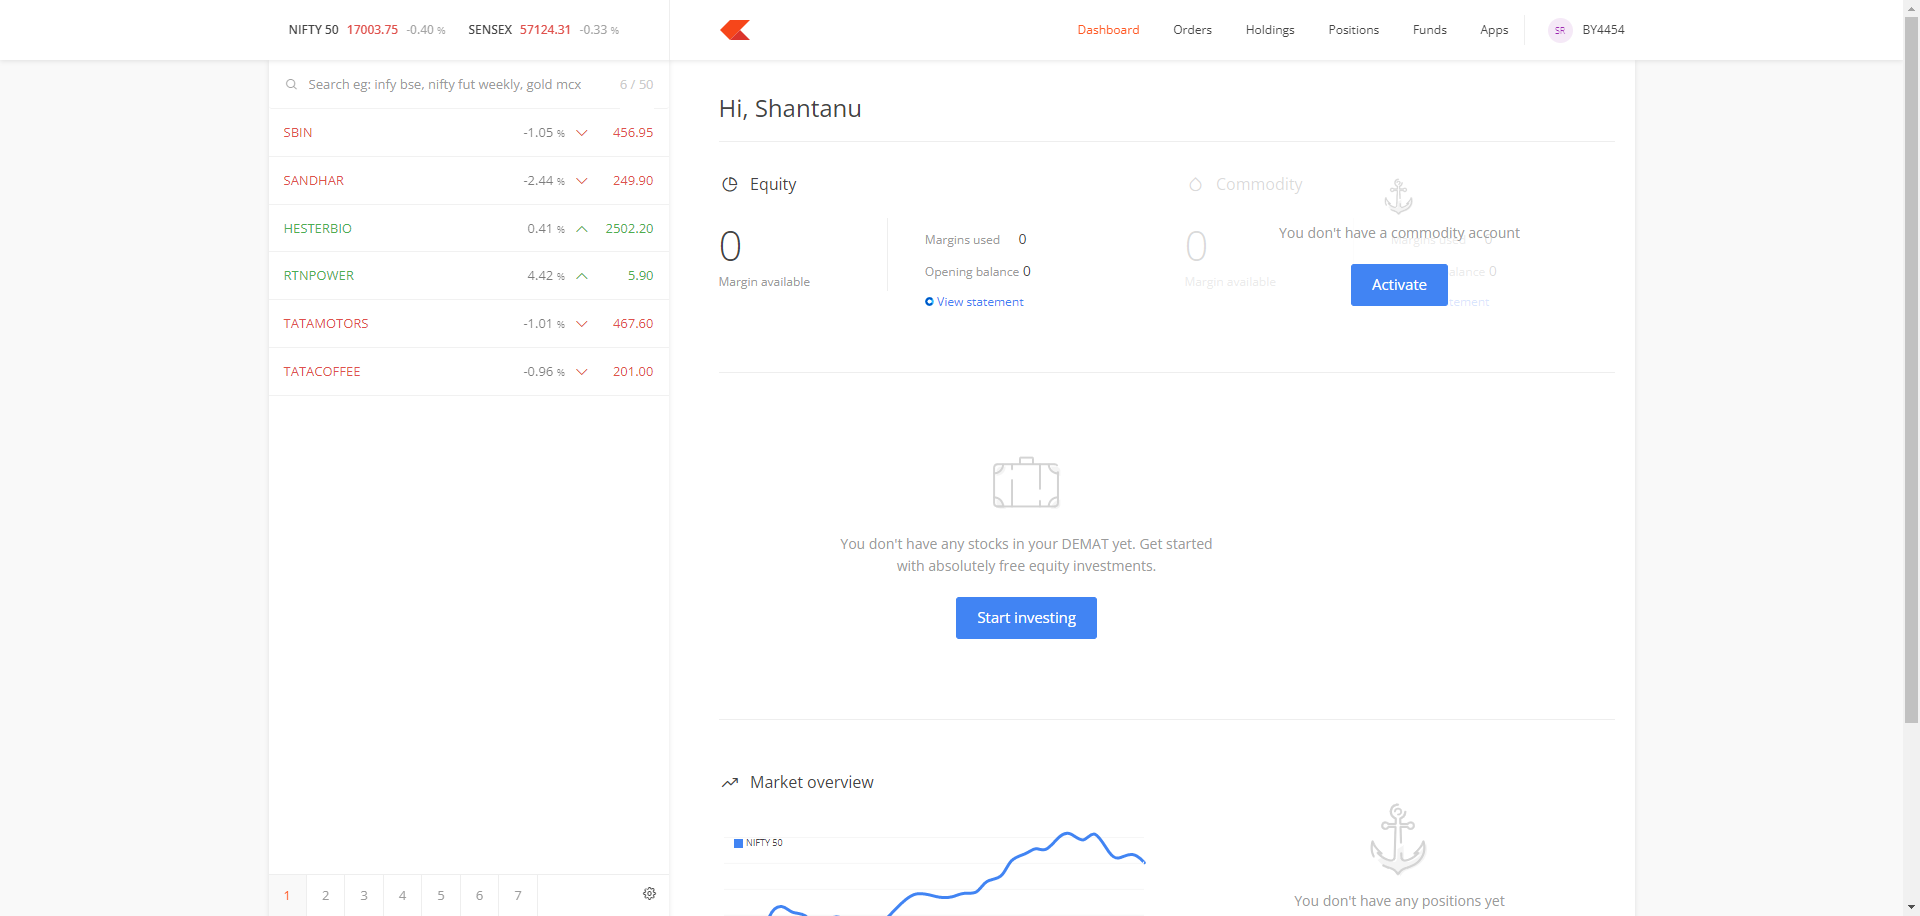 NIFTY 50 17003.75 -0.40 % SENSEX 57124.31 -0.33 %
Dashboard Orders Holdings Positions Funds Apps SR BY4454
Search eg: infy bse, nifty fut weekly, gold mcx 6 / 50
SBIN -1.05 % 456.95
SANDHAR -2.44 % 249.90
HESTERBIO 0.41 % 2502.20
RTNPOWER 4.42 % 5.90
TATAMOTORS -1.01 % 467.60
TATACOFFEE -0.96 % 201.00
1 2 3 4 5 6 7
Hi, Shantanu
Equity
0
Margin available
Margins used 0
Opening balance 0
View statement
Commodity
0
Margin available
Margins used 0
alance 0
tement
You don't have a commodity account
Activate
You don't have any stocks in your DEMAT yet. Get started
with absolutely free equity investments.
Start investing
Market overview
NIFTY 50
You don't have any positions yet